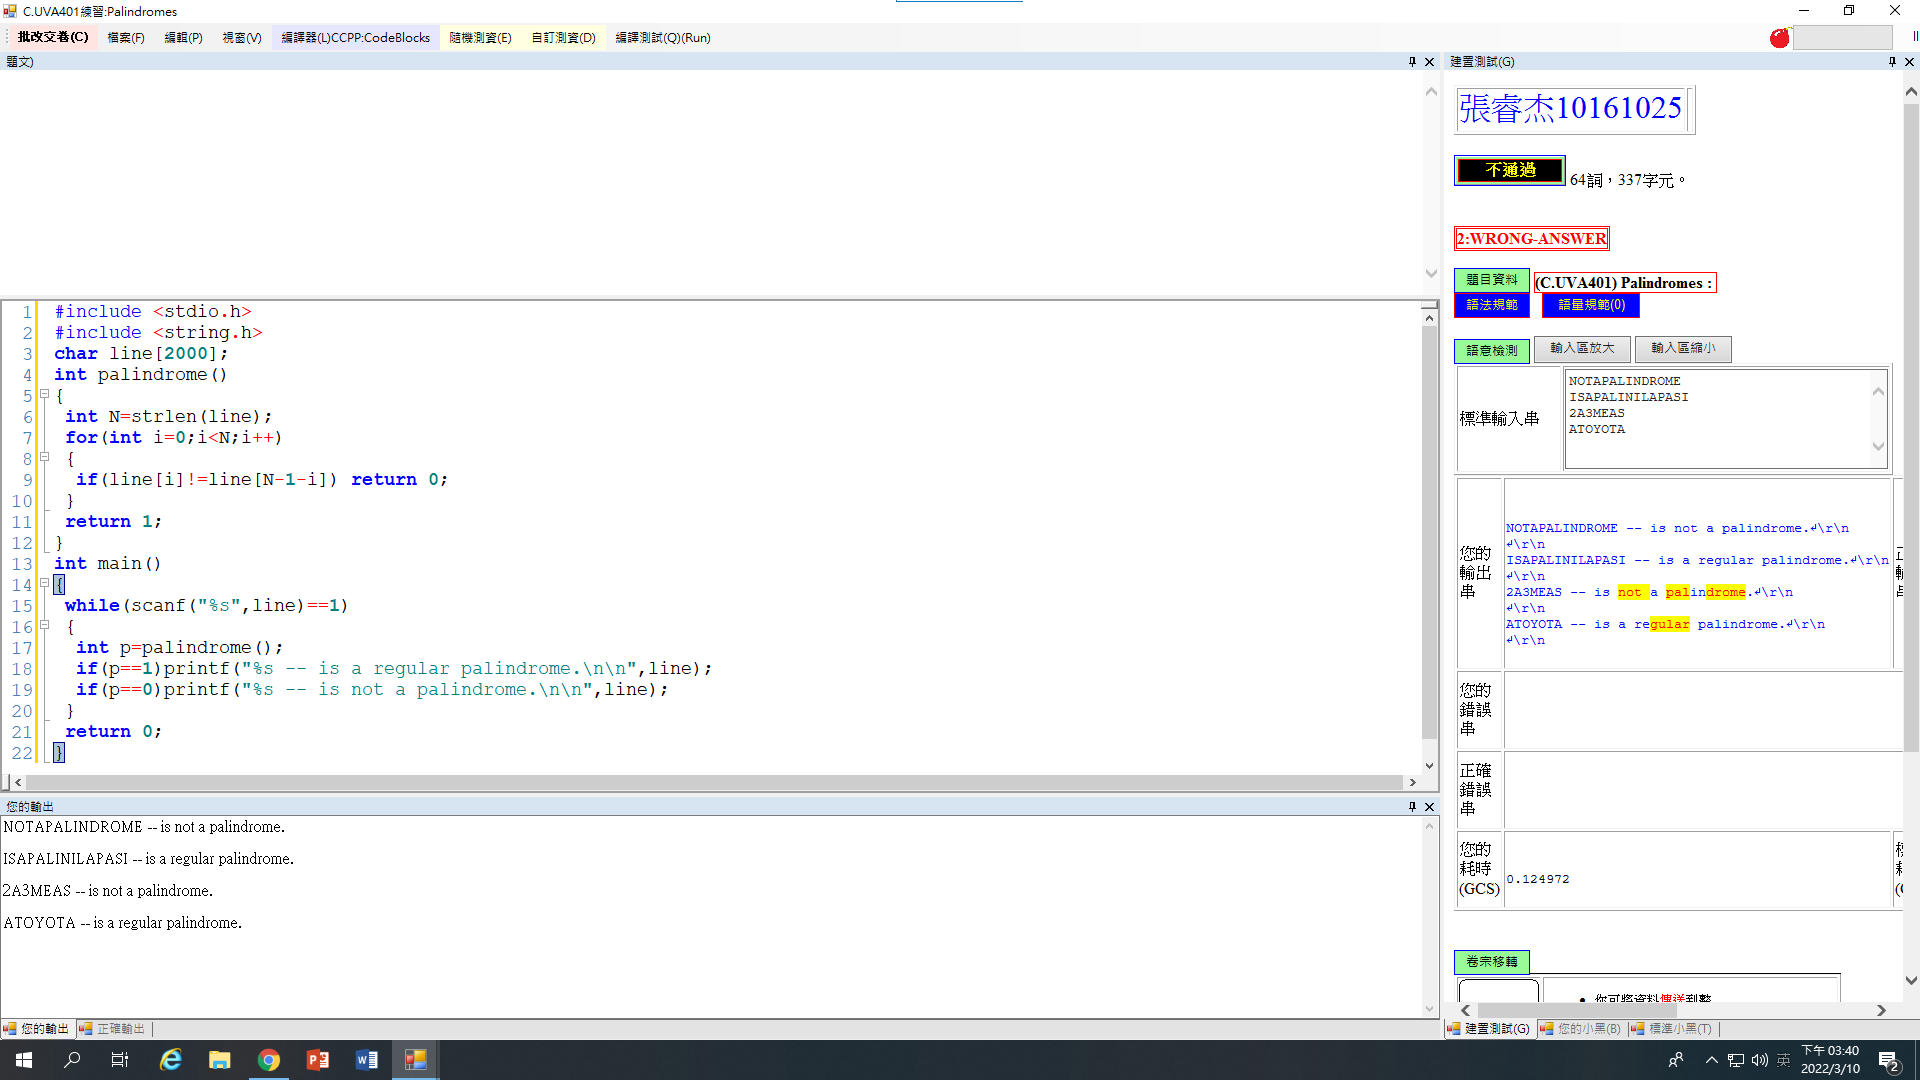 C.UVA401練習:Palindromes
批改交卷(C) 檔案(F) 編輯(P) 視窗(V) 編譯器(L)CCPP:CodeBlocks 隨機測資(E) 自訂測資(D) 編譯測試(Q)(Run)
題文)
1 #include <stdio.h>
2 #include <string.h>
3 char line[2000];
4 int palindrome()
5 {
6 int N=strlen(line);
7 for(int i=0;i<N;i++)
8 {
9 if(line[i]!=line[N-1-i]) return 0;
10 }
11 return 1;
12 }
13 int main()
14 {
15 while(scanf("%s",line)==1)
16 {
17 int p=palindrome();
18 if(p==1)printf("%s -- is a regular palindrome.\n\n",line);
19 if(p==0)printf("%s -- is not a palindrome.\n\n",line);
20 }
21 return 0;
22 }
您的輸出
NOTAPALINDROME -- is not a palindrome.
ISAPALINILAPASI -- is a regular palindrome.
2A3MEAS -- is not a palindrome.
ATOYOTA -- is a regular palindrome.
您的輸出 正確輸出
建置測試(G)
張睿杰10161025
不通過 64詞，337字元。
2:WRONG-ANSWER
題目資料 (C.UVA401) Palindromes :
語法規範 語量規範(0)
語意檢測 輸入區放大 輸入區縮小
標準輸入串
NOTAPALINDROME
ISAPALINILAPASI
2A3MEAS
ATOYOTA
您的
輸出
串
NOTAPALINDROME -- is not a palindrome.↲\r\n
↲\r\n
ISAPALINILAPASI -- is a regular palindrome.↲\r\n
↲\r\n
2A3MEAS -- is not a palindrome.↲\r\n
↲\r\n
ATOYOTA -- is a regular palindrome.↲\r\n
↲\r\n
您的
錯誤
串
正確
錯誤
串
您的
耗時
(GCS)
0.124972
卷宗移轉
• 你可將資料傳送到幫
建置測試(G) 您的小黑(B) 標準小黑(T)
英
下午 03:40
2022/3/10
2